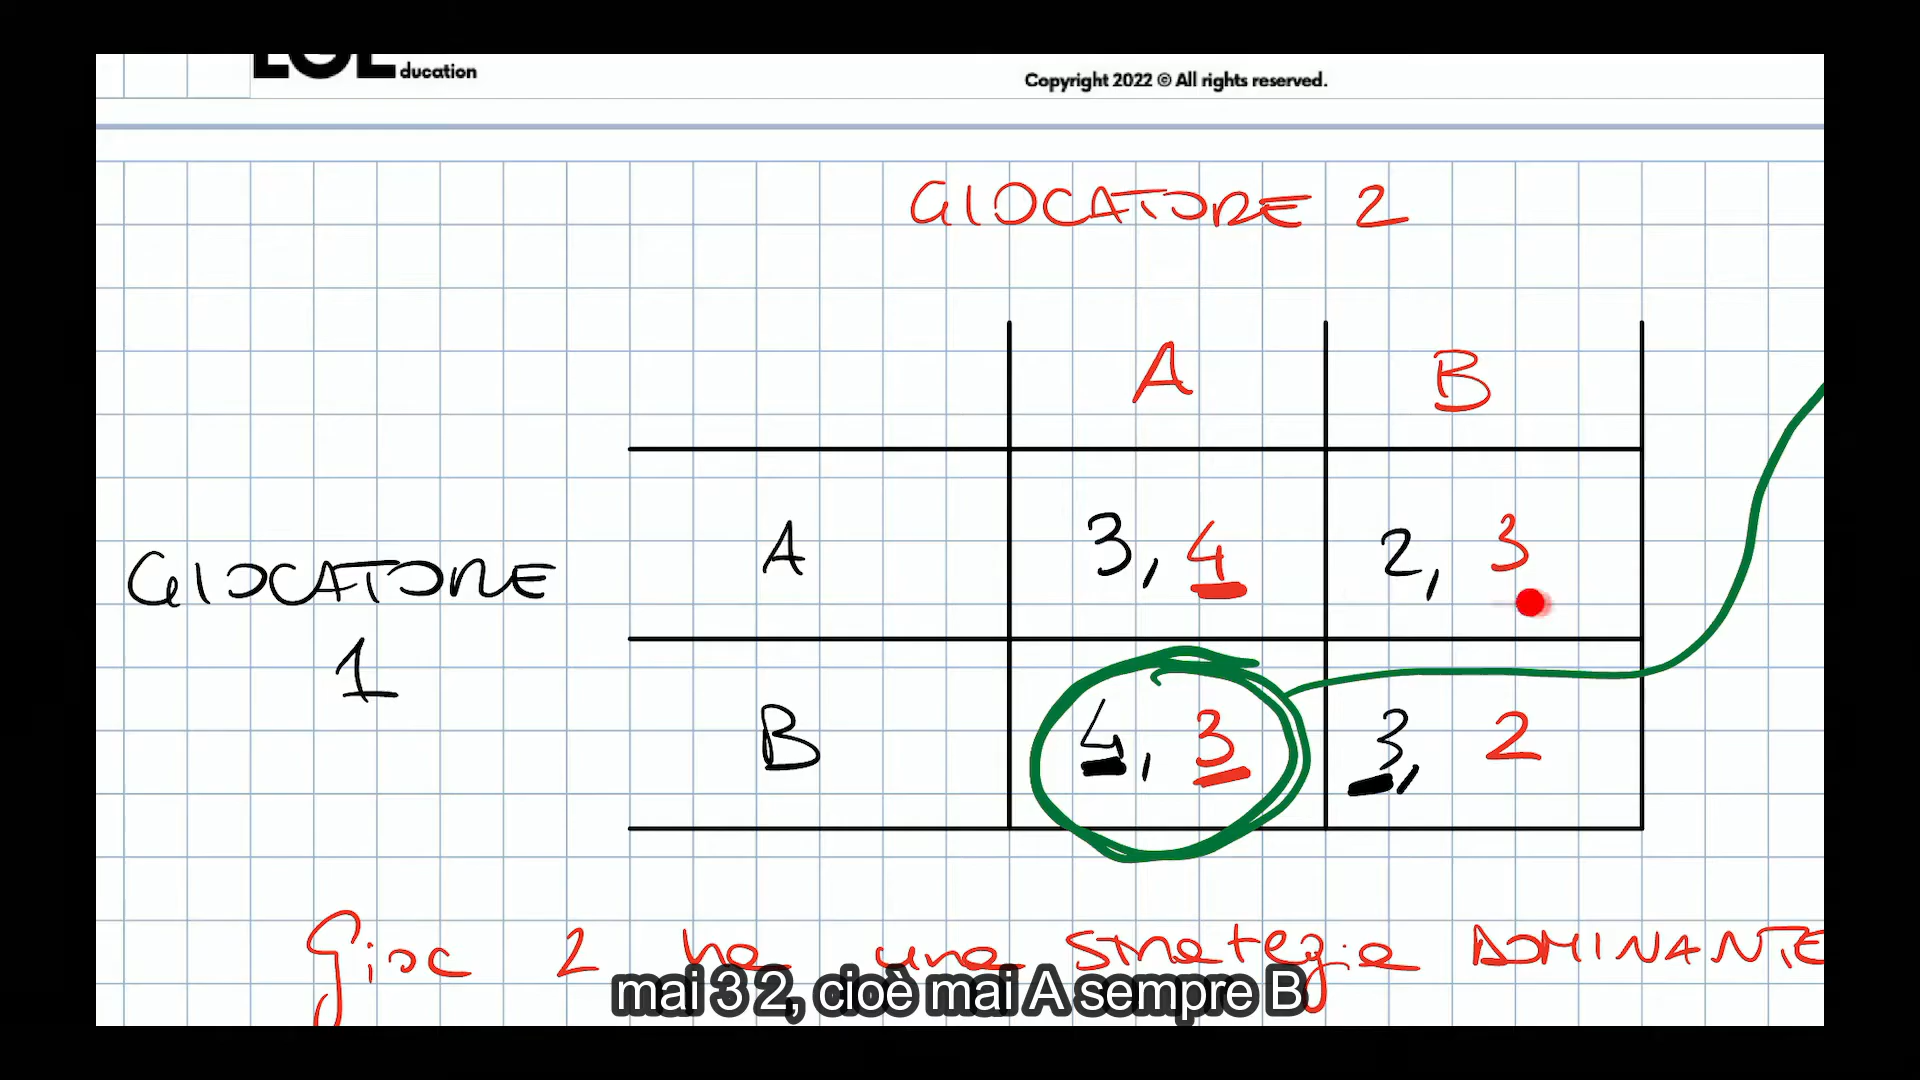 ducation
Copyright 2022 © All rights reserved.
GIOCATORE 2
A B
A 3, 4 2, 3
GIOCATORE
1
B 4, 3 3, 2
Gioc 2 ha una strategia DOMINANTE
mai 3 2, cioè mai A sempre B